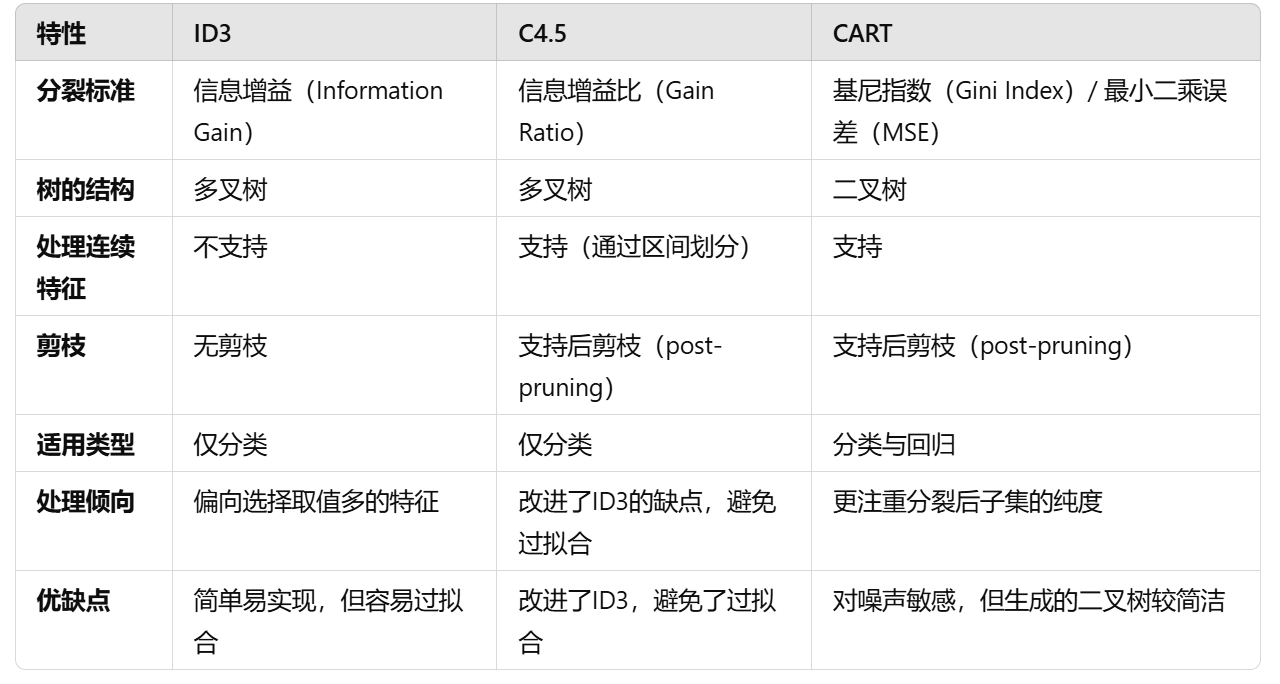 特性 ID3 C4.5 CART
分裂标准 信息增益（Information 信息增益比（Gain 基尼指数（Gini Index）/ 最小二乘误
Gain） Ratio） 差（MSE）
树的结构 多叉树 多叉树 二叉树
处理连续 不支持 支持（通过区间划分） 支持
特征
剪枝 无剪枝 支持后剪枝（post- 支持后剪枝（post-pruning）
pruning）
适用类型 仅分类 仅分类 分类与回归
处理倾向 偏向选择取值多的特征 改进了ID3的缺点，避免 更注重分裂后子集的纯度
过拟合
优缺点 简单易实现，但容易过拟 改进了ID3，避免了过拟 对噪声敏感，但生成的二叉树较简洁
合 合